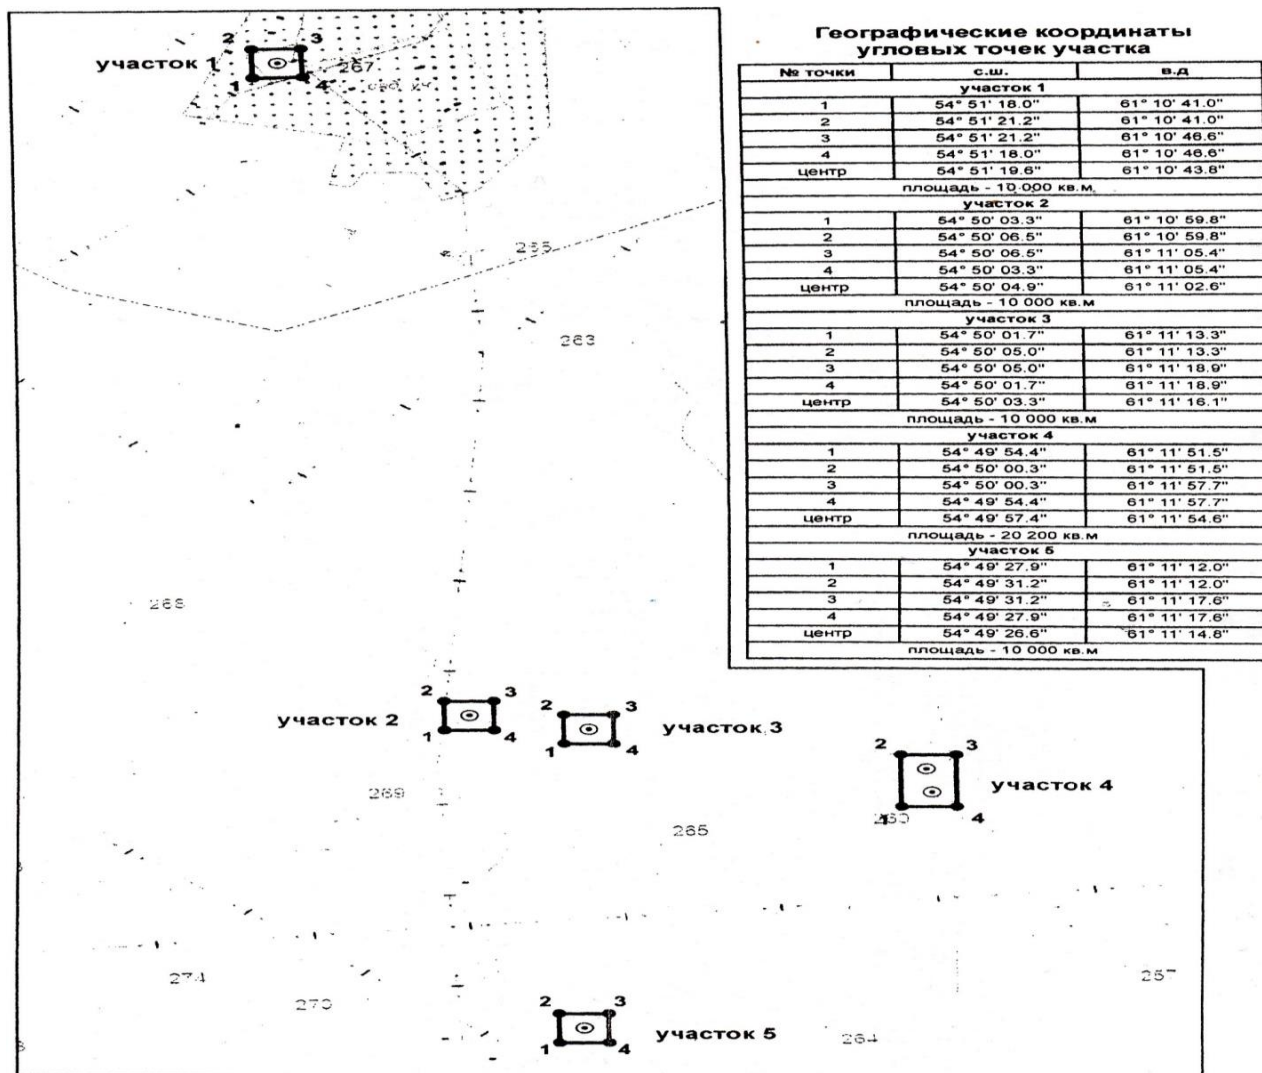 Географические координаты
угловых точек участка
№ точки с.ш. в.д
участок 1
1 54° 51' 18.0" 61° 10' 41.0"
2 54° 51' 21.2" 61° 10' 41.0"
3 54° 51' 21.2" 61° 10' 46.6"
4 54° 51' 18.0" 61° 10' 46.6"
центр 54° 51' 19.6" 61° 10' 43.8"
площадь - 10 000 кв.м
участок 2
1 54° 50' 03.3" 61° 10' 59.8"
2 54° 50' 06.5" 61° 10' 59.8"
3 54° 50' 06.5" 61° 11' 05.4"
4 54° 50' 03.3" 61° 11' 05.4"
центр 54° 50' 04.9" 61° 11' 02.6"
площадь - 10 000 кв.м
участок 3
1 54° 50' 01.7" 61° 11' 13.3"
2 54° 50' 05.0" 61° 11' 13.3"
3 54° 50' 05.0" 61° 11' 18.9"
4 54° 50' 01.7" 61° 11' 18.9"
центр 54° 50' 03.3" 61° 11' 16.1"
площадь - 10 000 кв.м
участок 4
1 54° 49' 54.4" 61° 11' 51.5"
2 54° 50' 00.3" 61° 11' 51.5"
3 54° 50' 00.3" 61° 11' 57.7"
4 54° 49' 54.4" 61° 11' 57.7"
центр 54° 49' 57.4" 61° 11' 54.6"
площадь - 20 200 кв.м
участок 5
1 54° 49' 27.9" 61° 11' 12.0"
2 54° 49' 31.2" 61° 11' 12.0"
3 54° 49' 31.2" 61° 11' 17.6"
4 54° 49' 27.9" 61° 11' 17.6"
центр 54° 49' 26.6" 61° 11' 14.8"
площадь - 10 000 кв.м
2 3
участок 1
267
1 4
263
268
2 3
участок 2
1 4
2 3
участок 3
1 4
2 3
участок 4
1 4
269
265
274
257
2 3
участок 5
1 4
264